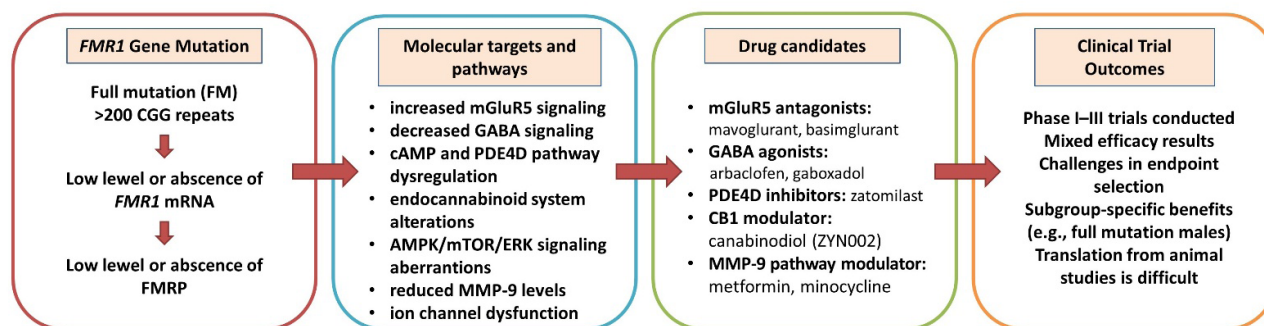 FMR1 Gene Mutation
Full mutation (FM)
>200 CGG repeats
Low level or absence of
FMR1 mRNA
Low level or absence of
FMRP
Molecular targets and
pathways
• increased mGluR5 signaling
• decreased GABA signaling
• cAMP and PDE4D pathway
dysregulation
• endocannabinoid system
alterations
• AMPK/mTOR/ERK signaling
aberrantions
• reduced MMP-9 levels
• ion channel dysfunction
Drug candidates
• mGluR5 antagonists:
mavoglurant, basimglurant
• GABA agonists:
arbaclofen, gaboxadol
• PDE4D inhibitors: zatomilast
• CB1 modulator:
canabinodiol (ZYN002)
• MMP-9 pathway modulator:
metformin, minocycline
Clinical Trial
Outcomes
Phase I–III trials conducted
Mixed efficacy results
Challenges in endpoint
selection
Subgroup-specific benefits
(e.g., full mutation males)
Translation from animal
studies is difficult